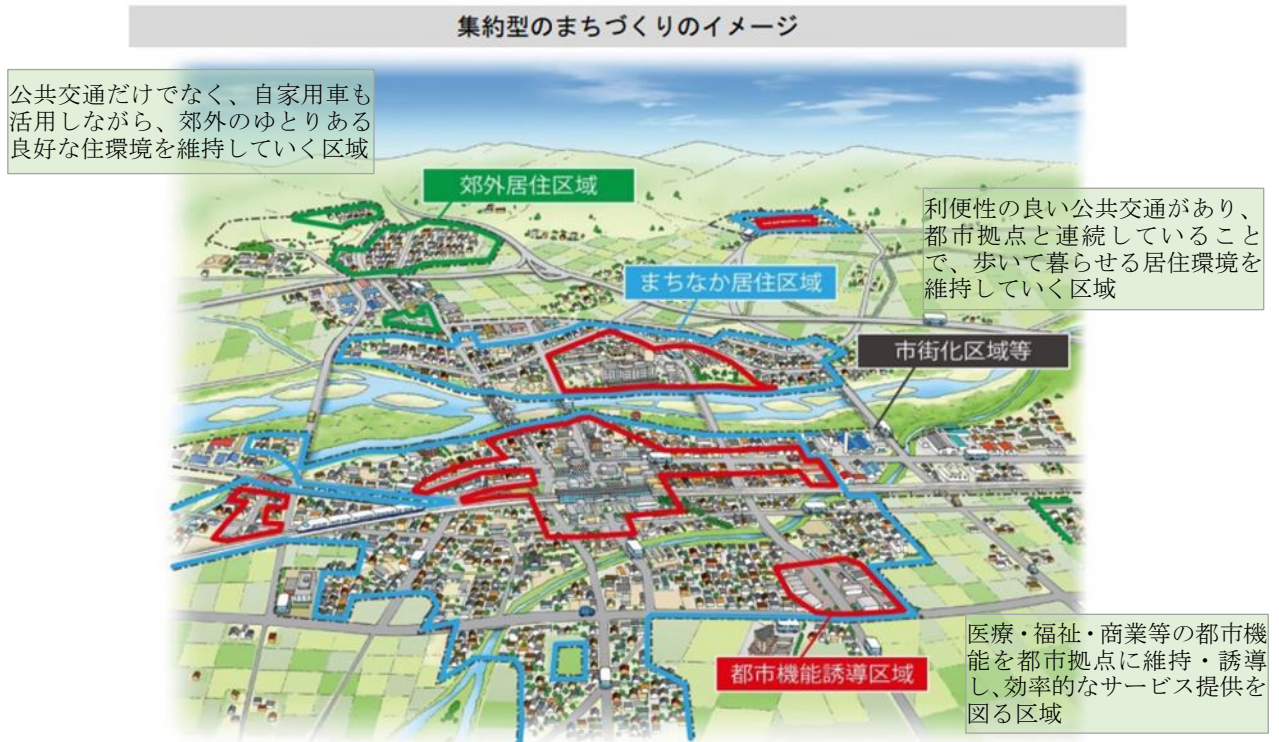 集約型のまちづくりのイメージ
公共交通だけでなく、自家用車も
活用しながら、郊外のゆとりある
良好な住環境を維持していく区域
郊外居住区域
利便性の良い公共交通があり、
都市拠点と連続していること
で、歩いて暮らせる居住環境を
維持していく区域
まちなか居住区域
市街化区域等
都市機能誘導区域
医療・福祉・商業等の都市機
能を都市拠点に維持・誘導
し、効率的なサービス提供を
図る区域